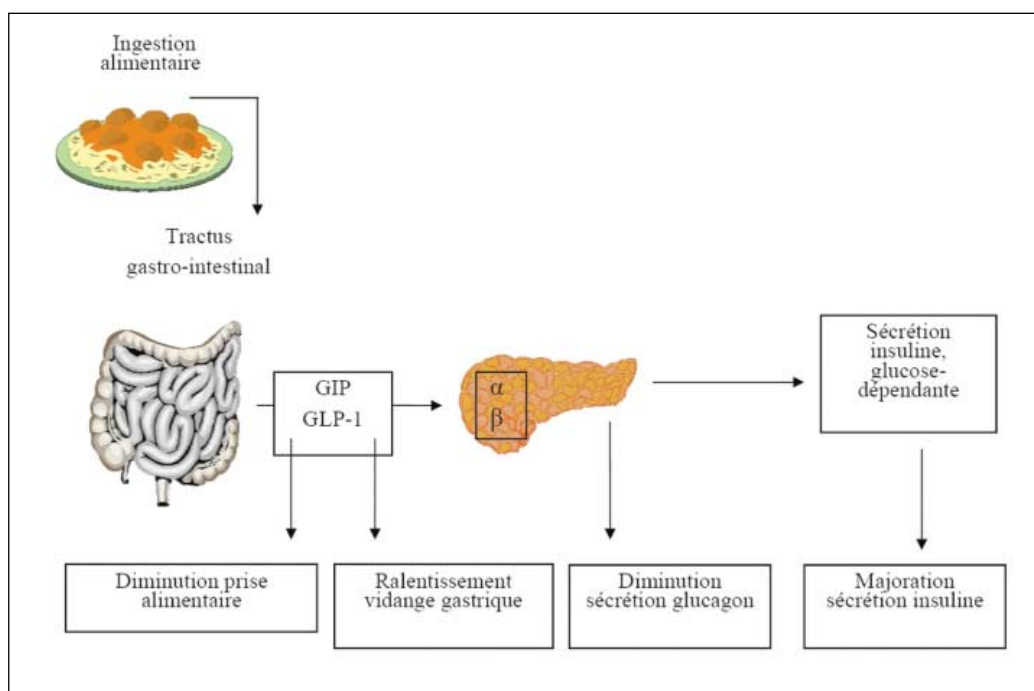 Ingestion
alimentaire
Tractus
gastro-intestinal
GIP
GLP-1
α
β
Sécrétion
insuline,
glucose-
dépendante
Diminution prise
alimentaire
Ralentissement
vidange gastrique
Diminution
sécrétion glucagon
Majoration
sécrétion insuline